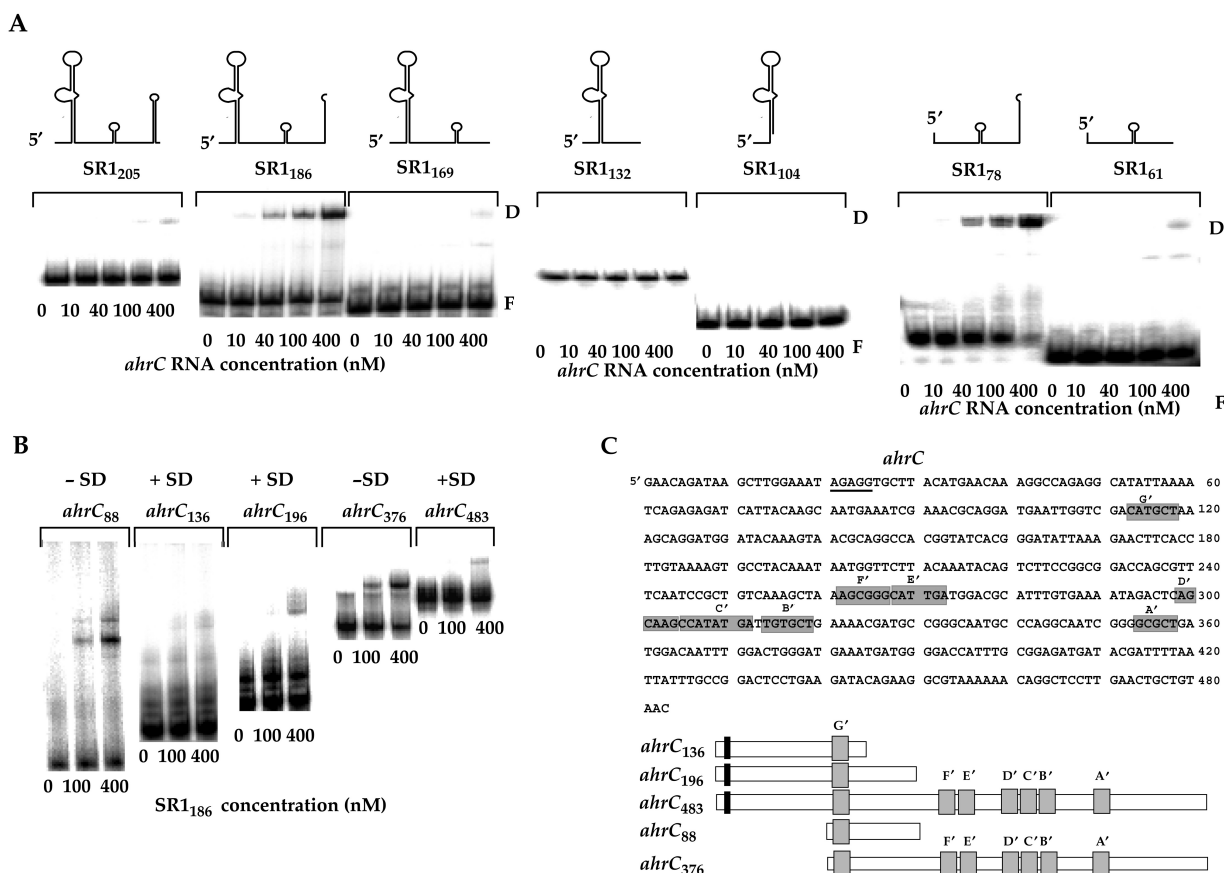 A
5′ 5′ 5′ 5′ 5′ 5′ 5′
SR1205 SR1186 SR1169 SR1132 SR1104 SR178 SR161
D D D
F
0 10 40 100 400 0 10 40 100 400 0 10 40 100 400
ahrC RNA concentration (nM)
F
0 10 40 100 400 0 10 40 100 400
ahrC RNA concentration (nM)
0 10 40 100 400 0 10 40 100 400
ahrC RNA concentration (nM)
F
B
– SD + SD + SD –SD +SD
ahrC88 ahrC136 ahrC196 ahrC376 ahrC483
0 100 400
0 100 400
0 100 400
0 100 400
0 100 400
SR1186 concentration (nM)
C
ahrC
5′ GAACAGATAA GCTTGGAAAT AGAGGTGCTT ACATGAACAA AGGCCAGAGG CATATTAAAA 60
G′
TCAGAGAGAT CATTACAAGC AATGAAATCG AAACGCAGGA TGAATTGGTC GACATGCTAA 120
AGCAGGATGG ATACAAAGTA ACGCAGGCCA CGGTATCACG GGATATTAAA GAACTTCACC 180
TTGTAAAAGT GCCTACAAAT AATGGTTCTT ACAAATACAG TCTTCCGGCG GACCAGCGTT 240
F′ E′ D′
TCAATCCGCT GTCAAAGCTA AAGCGGGCAT TGATGGACGC ATTTGTGAAA ATAGACTCAG 300
C′ B′ A′
CAAGCCATAT GATTGTGCTG AAAACGATGC CGGGCAATGC CCAGGCAATC GGGGCGCTGA 360
TGGACAATTT GGACTGGGAT GAAATGATGG GGACCATTTG CGGAGATGAT ACGATTTTAA 420
TTATTTGCCG GACTCCTGAA GATACAGAAG GCGTAAAAAA CAGGCTCCTT GAACTGCTGT 480
AAC
G′
ahrC136
ahrC196
F′ E′ D′ C′ B′ A′
ahrC483
ahrC88
F′ E′ D′ C′ B′ A′
ahrC376